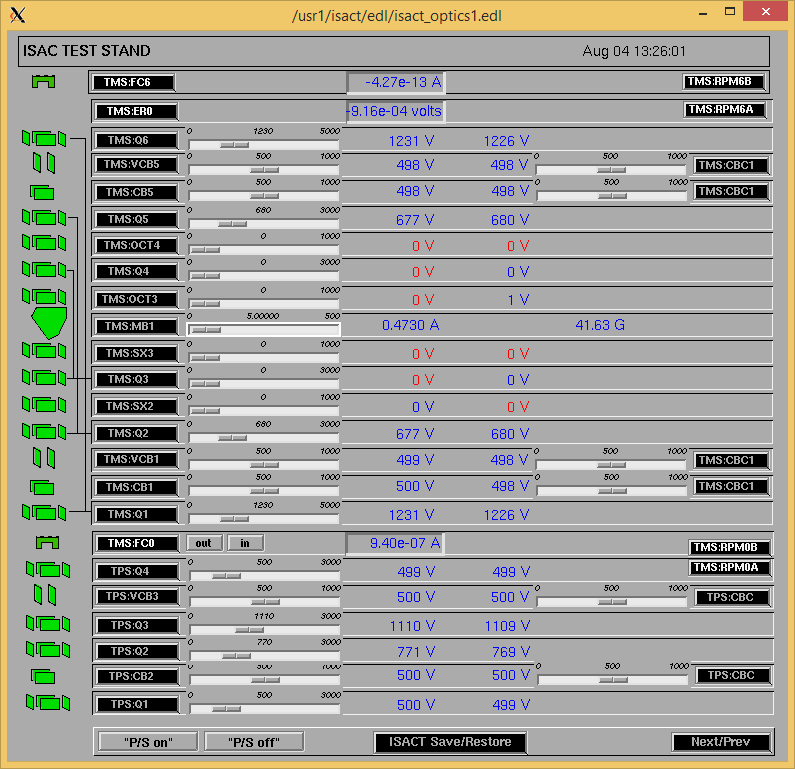 /usr1/isact/edl/isact_optics1.edl
ISAC TEST STAND Aug 04 13:26:01
TMS:FC6 -4.27e-13 A TMS:RPM6B
TMS:ER0 -9.16e-04 volts TMS:RPM6A
TMS:Q6 0 1230 5000 1231 V 1226 V
TMS:VCB5 0 500 1000 498 V 498 V 0 500 1000 TMS:CBC1
TMS:CB5 0 500 1000 498 V 498 V 0 500 1000 TMS:CBC1
TMS:Q5 0 680 3000 677 V 680 V
TMS:OCT4 0 0 1000 0 V 0 V
TMS:Q4 0 0 3000 0 V 0 V
TMS:OCT3 0 0 1000 0 V 1 V
TMS:MB1 0 5.00000 500 0.4730 A 41.63 G
TMS:SX3 0 0 1000 0 V 0 V
TMS:Q3 0 0 3000 0 V 0 V
TMS:SX2 0 0 1000 0 V 0 V
TMS:Q2 0 680 3000 677 V 680 V
TMS:VCB1 0 500 1000 499 V 498 V 0 500 1000 TMS:CBC1
TMS:CB1 0 500 1000 500 V 498 V 0 500 1000 TMS:CBC1
TMS:Q1 0 1230 5000 1231 V 1226 V
TMS:FC0 out in 9.40e-07 A TMS:RPM0B
TPS:Q4 0 500 3000 499 V 499 V TMS:RPM0A
TPS:VCB3 0 500 1000 500 V 500 V 0 500 1000 TPS:CBC
TPS:Q3 0 1110 3000 1110 V 1109 V
TPS:Q2 0 770 3000 771 V 769 V
TPS:CB2 0 500 1000 500 V 500 V 0 500 1000 TPS:CBC
TPS:Q1 0 500 3000 500 V 499 V
"P/S on" "P/S off" ISACT Save/Restore Next/Prev